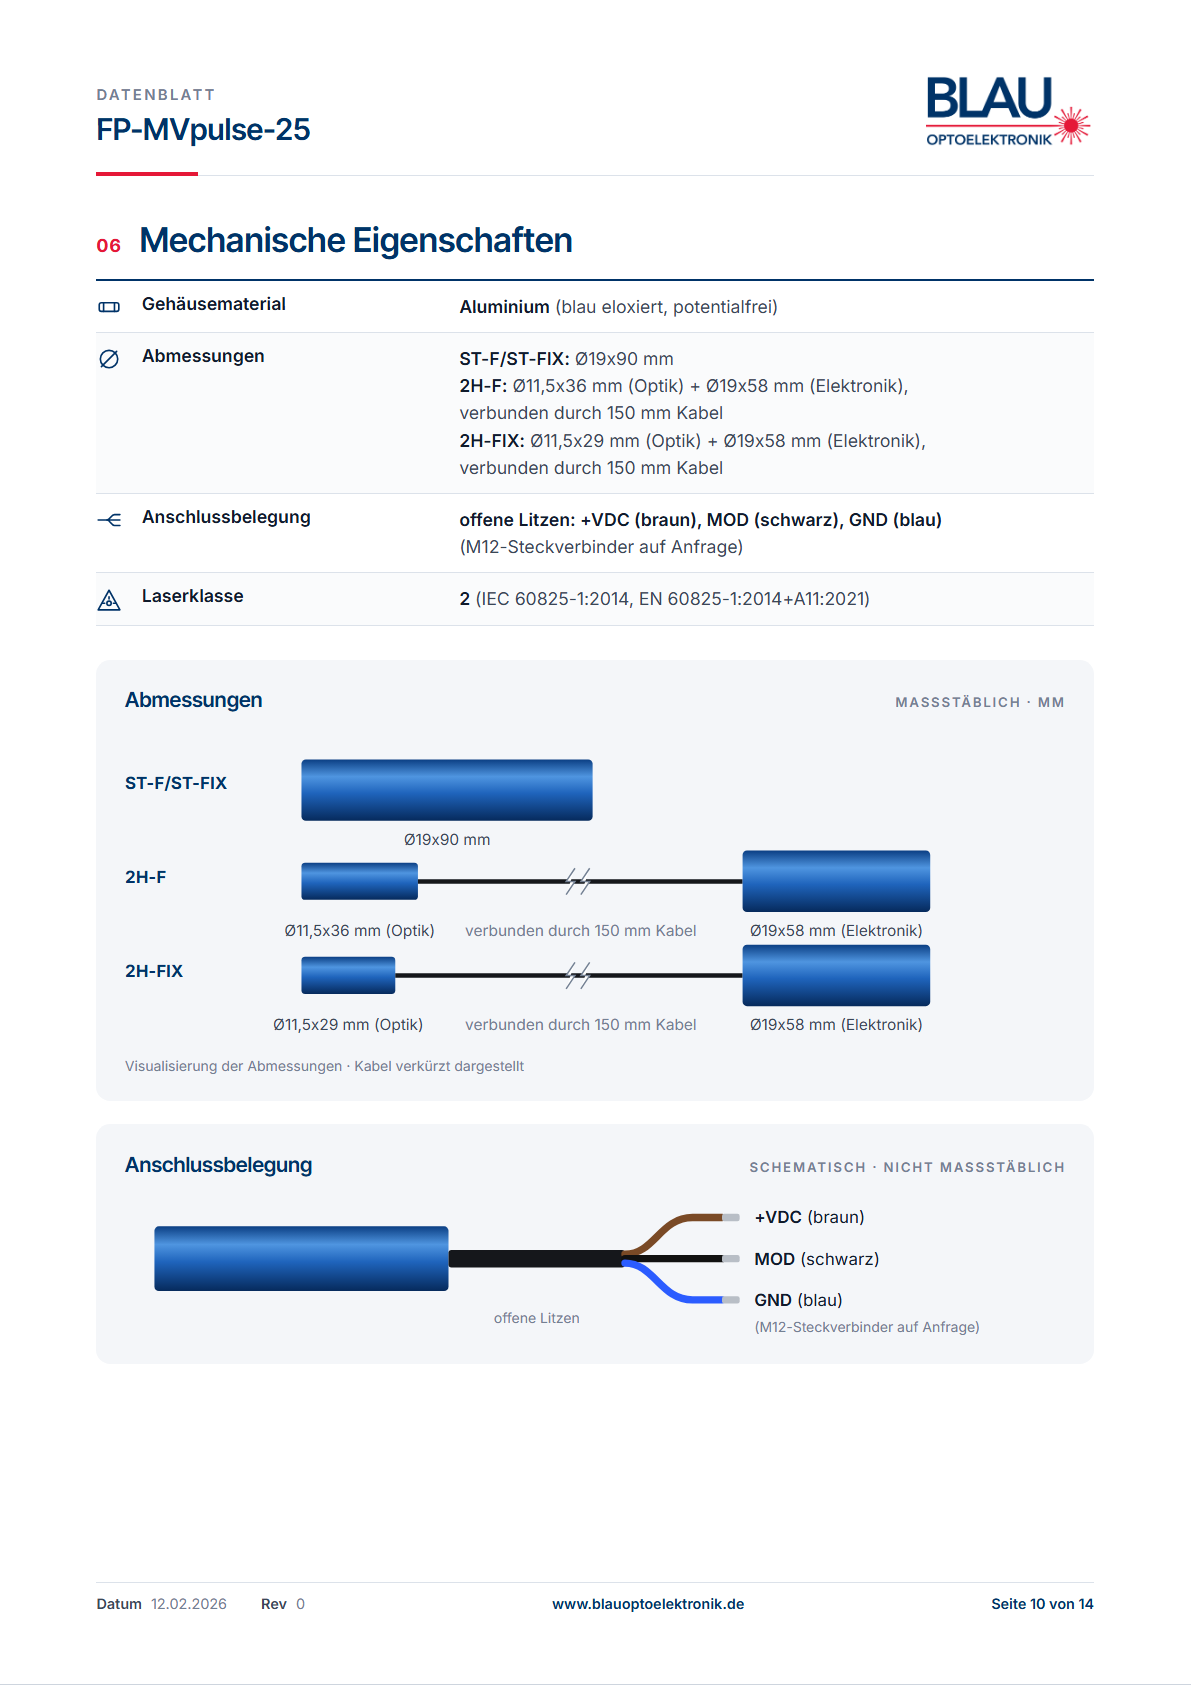 DATENBLATT
FP-MVpulse-25
BLAU
OPTOELEKTRONIK
06 Mechanische Eigenschaften
Gehäusematerial Aluminium (blau eloxiert, potentialfrei)
Abmessungen ST-F/ST-FIX: Ø19x90 mm
2H-F: Ø11,5x36 mm (Optik) + Ø19x58 mm (Elektronik),
verbunden durch 150 mm Kabel
2H-FIX: Ø11,5x29 mm (Optik) + Ø19x58 mm (Elektronik),
verbunden durch 150 mm Kabel
Anschlussbelegung offene Litzen: +VDC (braun), MOD (schwarz), GND (blau)
(M12-Steckverbinder auf Anfrage)
Laserklasse 2 (IEC 60825-1:2014, EN 60825-1:2014+A11:2021)
Abmessungen MASSSTÄBLICH · MM
ST-F/ST-FIX
Ø19x90 mm
2H-F
Ø11,5x36 mm (Optik) verbunden durch 150 mm Kabel Ø19x58 mm (Elektronik)
2H-FIX
Ø11,5x29 mm (Optik) verbunden durch 150 mm Kabel Ø19x58 mm (Elektronik)
Visualisierung der Abmessungen · Kabel verkürzt dargestellt
Anschlussbelegung SCHEMATISCH · NICHT MASSSTÄBLICH
+VDC (braun)
MOD (schwarz)
GND (blau)
offene Litzen
(M12-Steckverbinder auf Anfrage)
Datum 12.02.2026 Rev 0 www.blauoptoelektronik.de Seite 10 von 14